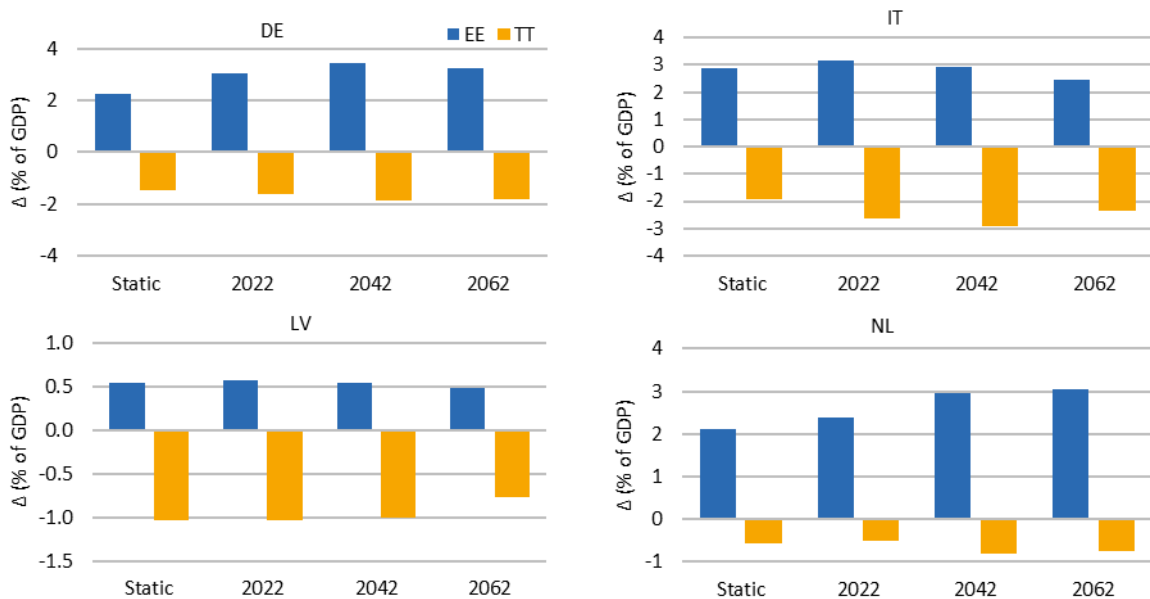 DE
EE TT
Δ (% of GDP)
4
2
0
-2
-4
Static 2022 2042 2062
IT
Δ (% of GDP)
4
3
2
1
0
-1
-2
-3
-4
Static 2022 2042 2062
LV
Δ (% of GDP)
1.0
0.5
0.0
-0.5
-1.0
-1.5
Static 2022 2042 2062
NL
Δ (% of GDP)
4
3
2
1
0
-1
Static 2022 2042 2062